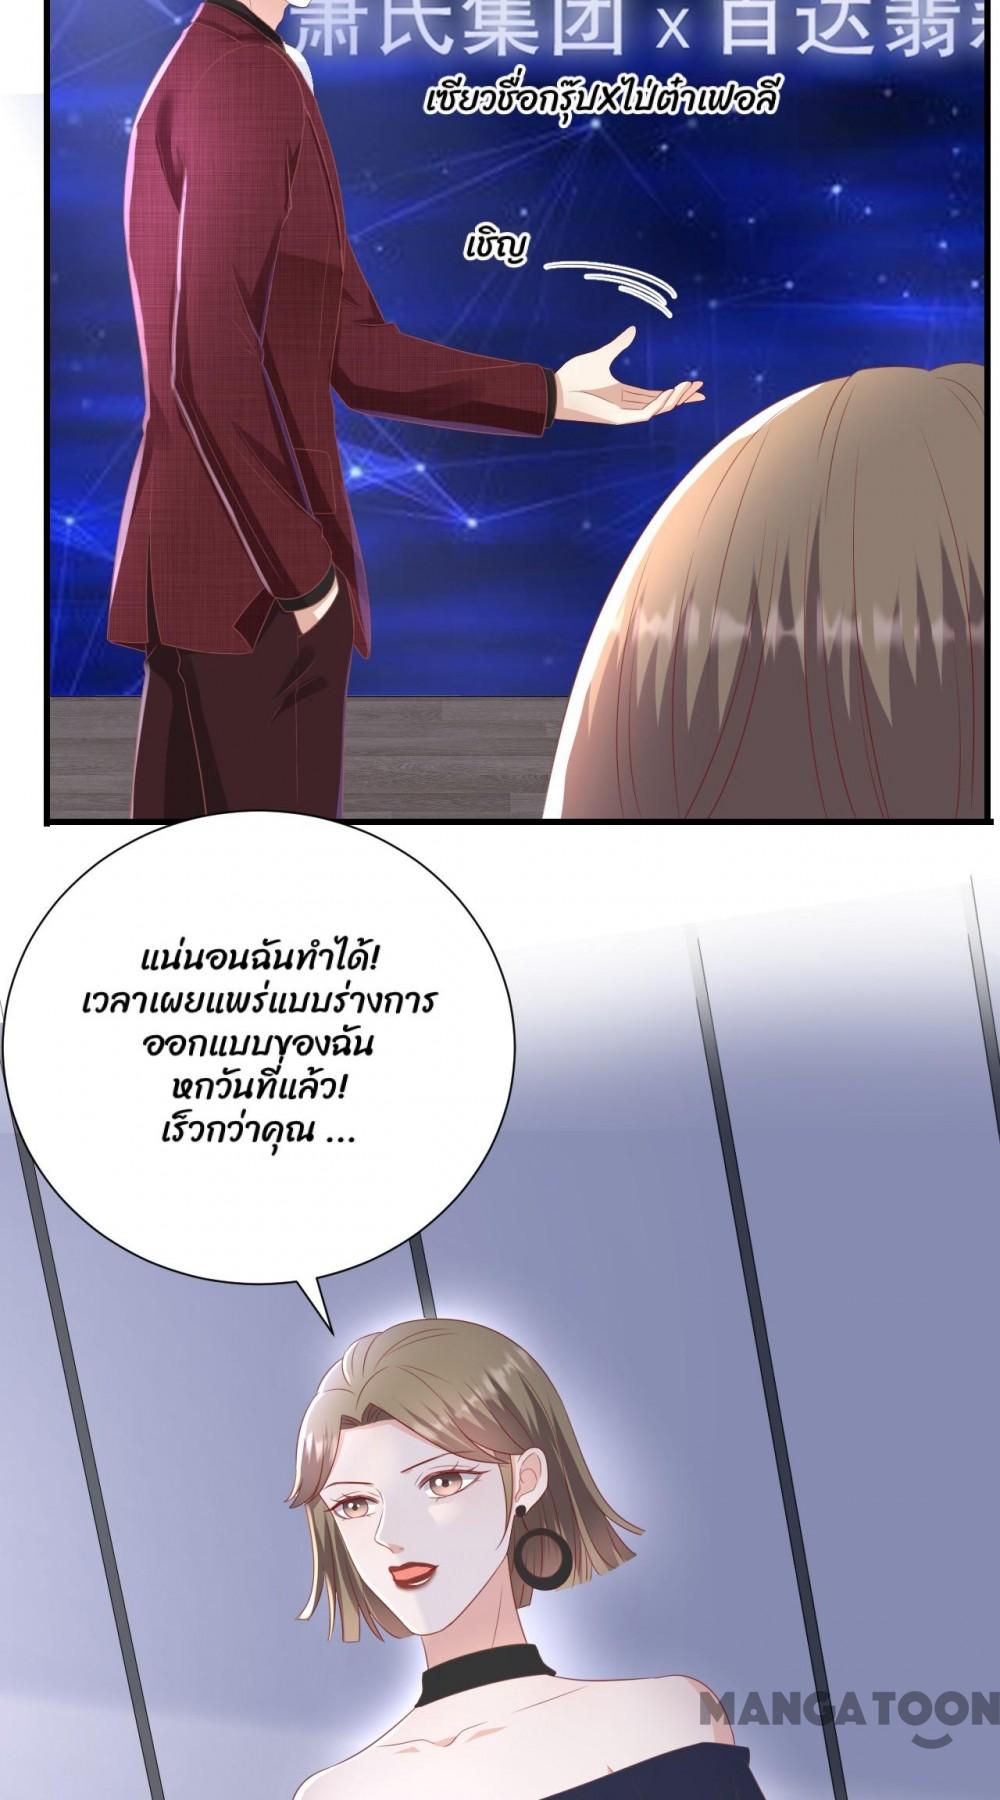 萧氏集团 x 百达翡
เซียวชื่อกรุ๊ปXไป่ต๋าเฟอลี
เชิญ
แน่นอนฉันทำได้!
เวลาเผยแพร่แบบร่างการ
ออกแบบของฉัน
หกวันที่แล้ว!
เร็วกว่าคุณ ...
MANGATOON